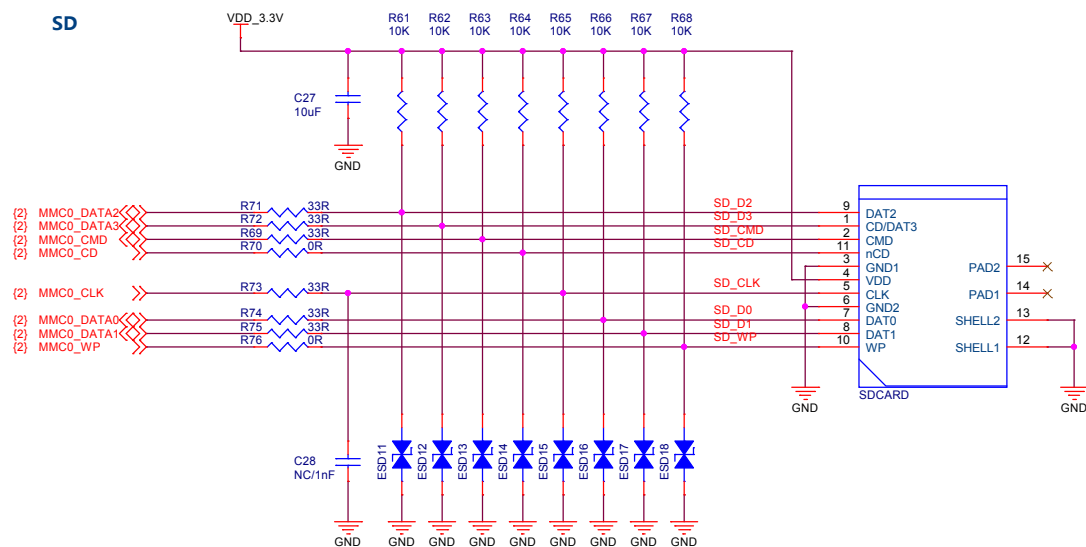 SD
VDD_3.3V
R61 R62 R63 R64 R65 R66 R67 R68
10K 10K 10K 10K 10K 10K 10K 10K
C27
10uF
GND
{2} MMC0_DATA2 R71 33R SD_D2 9 DAT2
{2} MMC0_DATA3 R72 33R SD_D3 1 CD/DAT3
{2} MMC0_CMD R69 33R SD_CMD 2 CMD
{2} MMC0_CD R70 0R SD_CD 11 nCD
3 GND1 PAD2 15
4 VDD
{2} MMC0_CLK R73 33R SD_CLK 5 CLK PAD1 14
6 GND2
{2} MMC0_DATA0 R74 33R SD_D0 7 DAT0 SHELL2 13
{2} MMC0_DATA1 R75 33R SD_D1 8 DAT1
{2} MMC0_WP R76 0R SD_WP 10 WP SHELL1 12
SDCARD
GND GND
C28
NC/1nF
ESD11 ESD12 ESD13 ESD14 ESD15 ESD16 ESD17 ESD18
GND GND GND GND GND GND GND GND GND